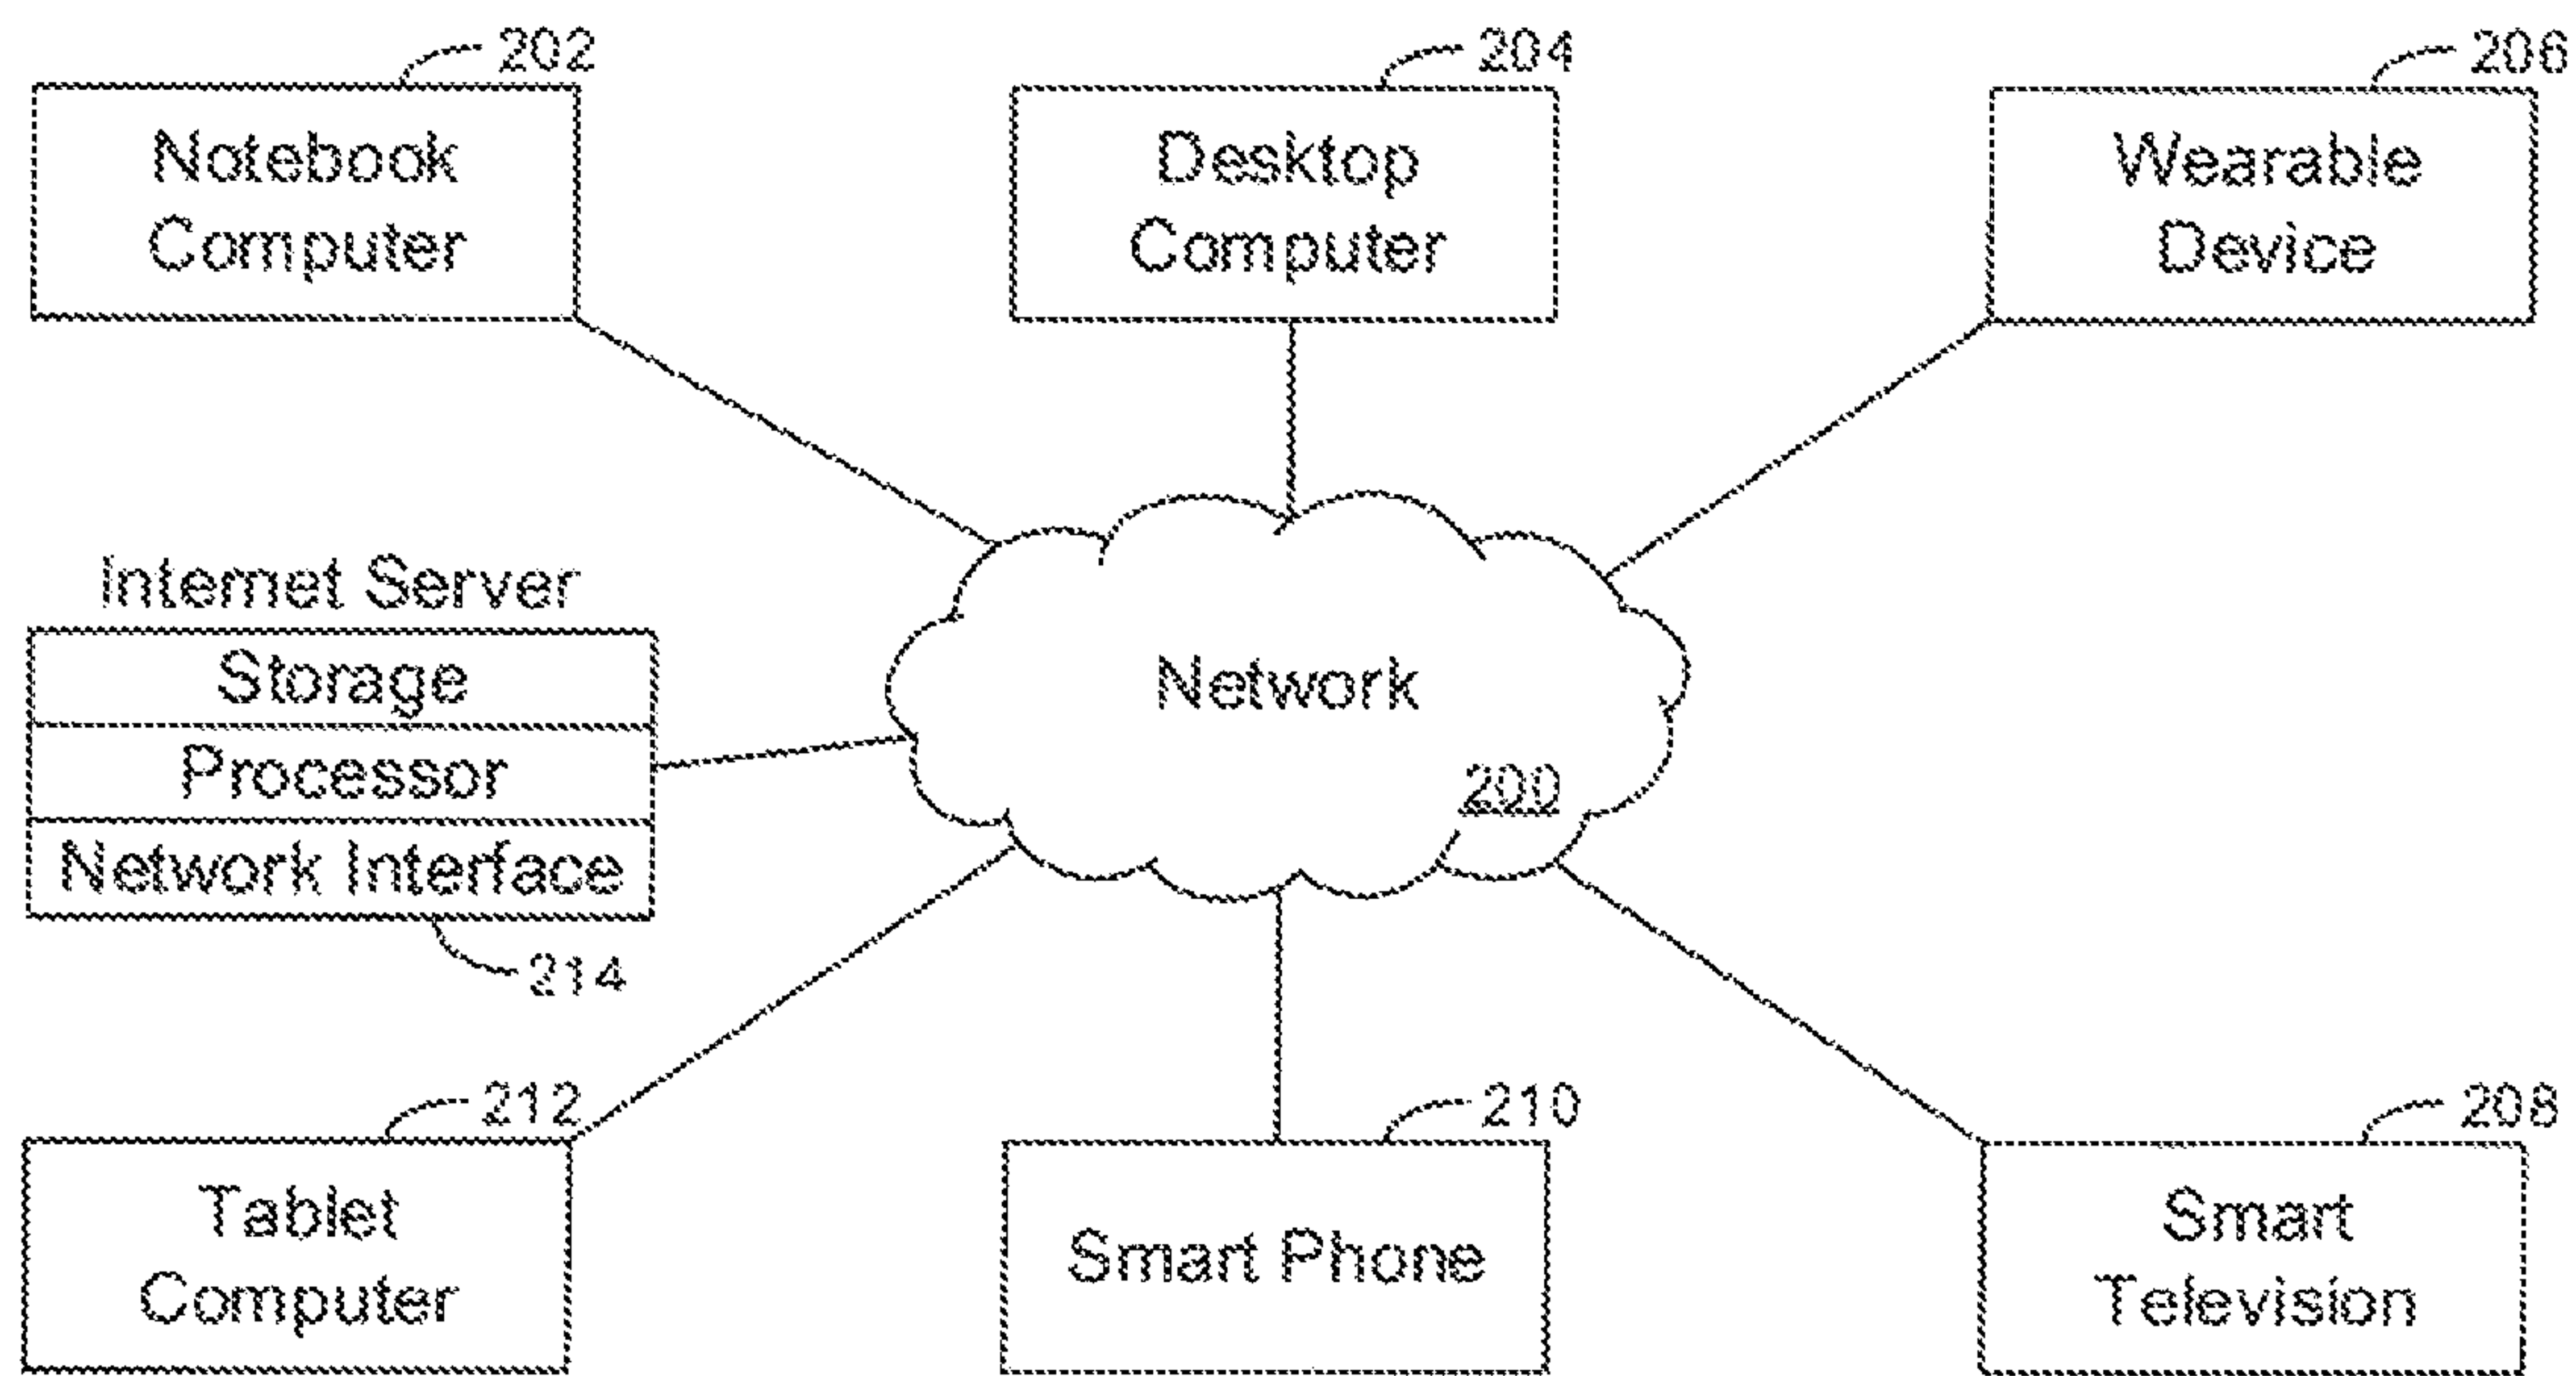 202
Notebook
Computer
204
Desktop
Computer
206
Wearable
Device
Internet Server
Storage
Processor
Network Interface
214
Network
200
212
Tablet
Computer
210
Smart Phone
208
Smart
Television